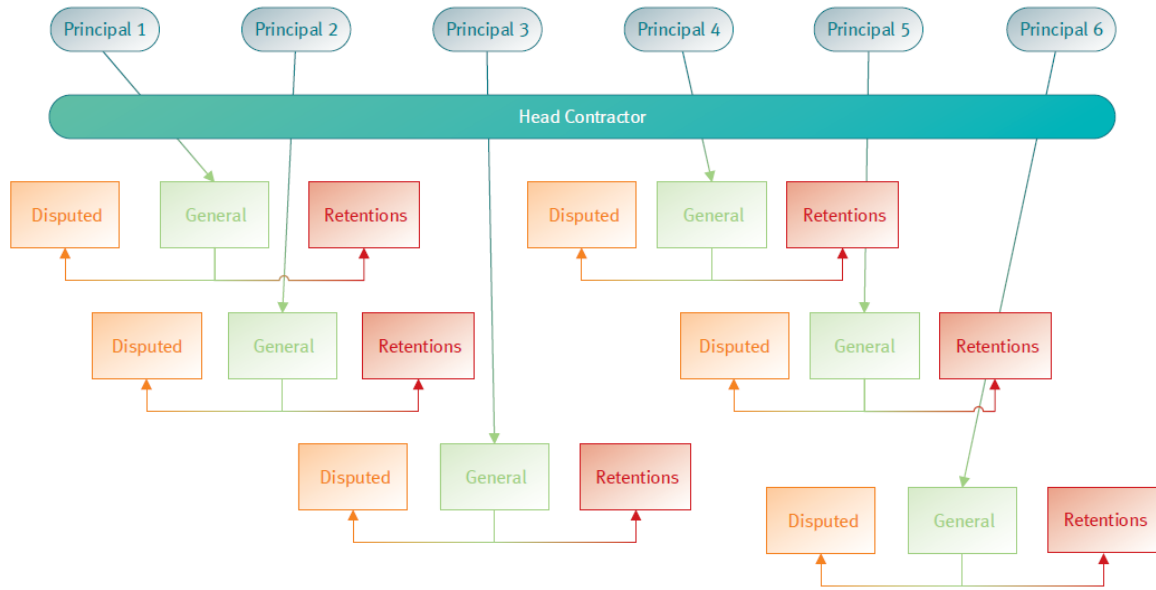 Principal 1
Principal 2
Principal 3
Principal 4
Principal 5
Principal 6
Head Contractor
Disputed
General
Retentions
Disputed
General
Retentions
Disputed
General
Retentions
Disputed
General
Retentions
Disputed
General
Retentions
Disputed
General
Retentions